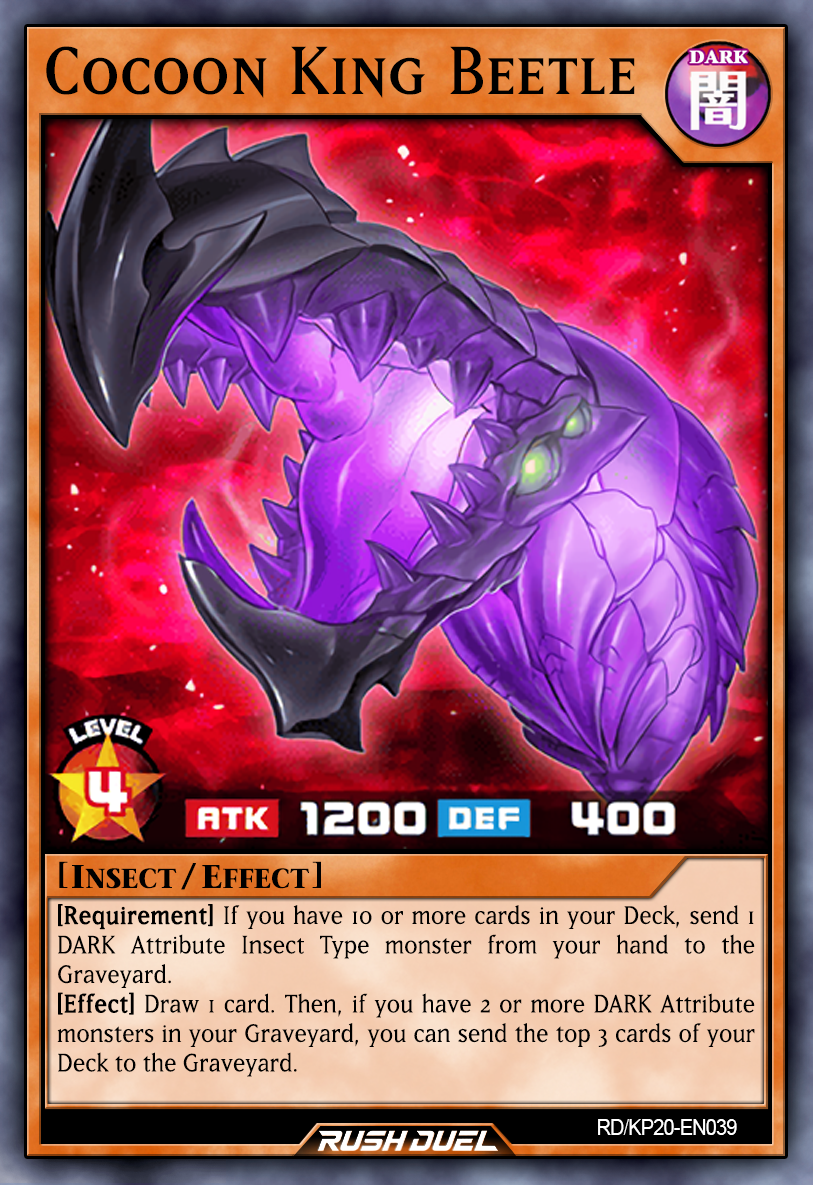 Cocoon King Beetle
DARK
闇
LEVEL
4
ATK 1200 DEF 400
[Insect/Effect]
[Requirement] If you have 10 or more cards in your Deck, send 1
DARK Attribute Insect Type monster from your hand to the
Graveyard.
[Effect] Draw 1 card. Then, if you have 2 or more DARK Attribute
monsters in your Graveyard, you can send the top 3 cards of your
Deck to the Graveyard.
RD/KP20-EN039
RUSH DUEL